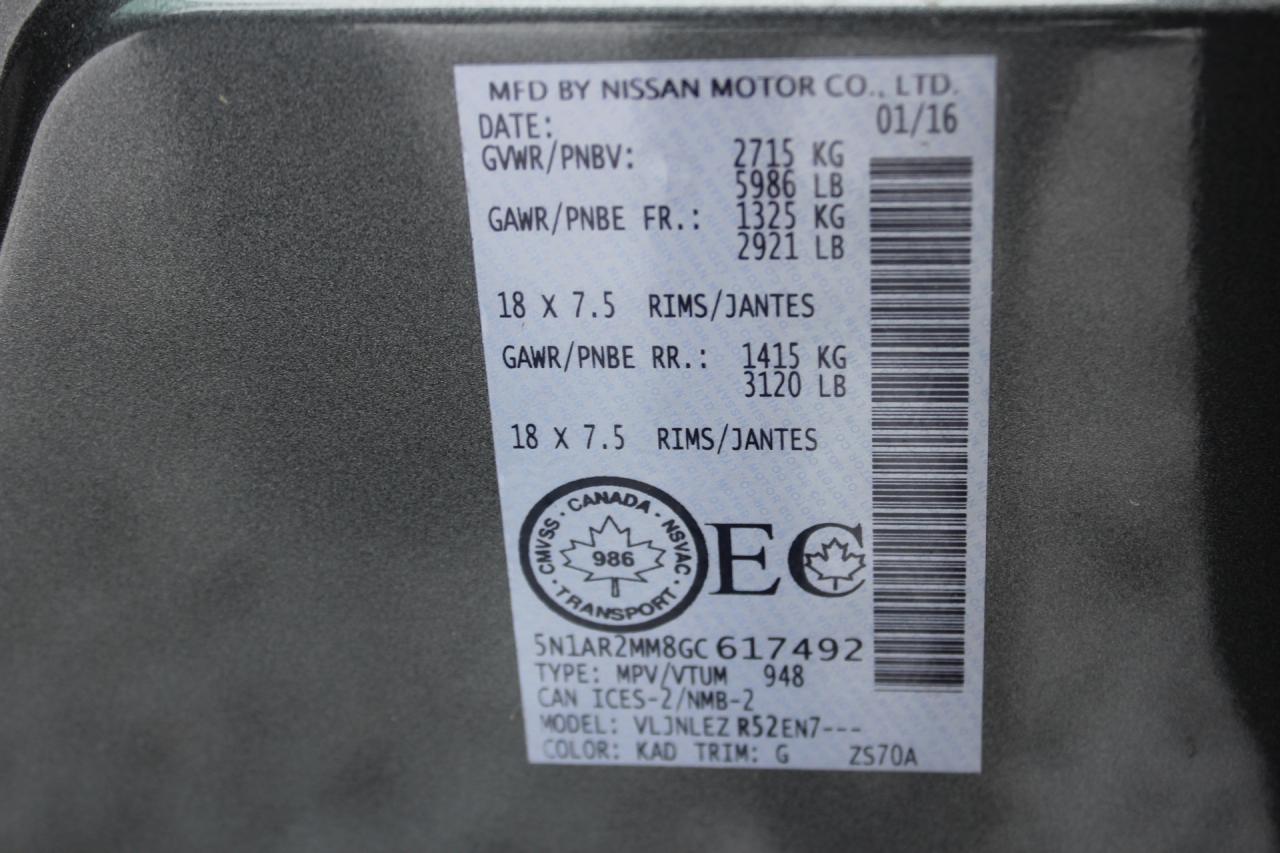 MFD BY NISSAN MOTOR CO., LTD.
DATE: 01/16
GVWR/PNBV: 2715 KG
5986 LB
GAWR/PNBE FR.: 1325 KG
2921 LB
18 X 7.5 RIMS/JANTES
GAWR/PNBE RR.: 1415 KG
3120 LB
18 X 7.5 RIMS/JANTES
CMVSS · CANADA · NSVAC · TRANSPORT ·
986
EC
5N1AR2MM8GC617492
TYPE: MPV/VTUM 948
CAN ICES-2/NMB-2
MODEL: VLJNLEZ R52EN7---
COLOR: KAD TRIM: G ZS70A